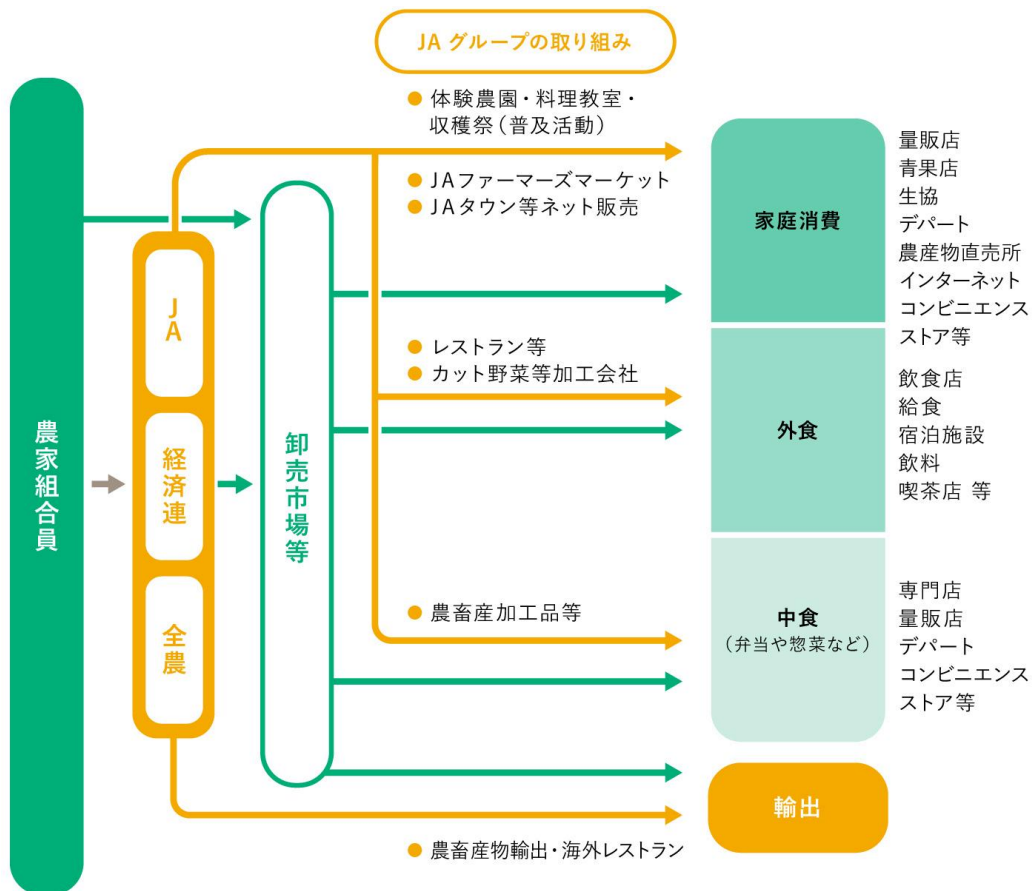 JA グループの取り組み
● 体験農園・料理教室・
収穫祭(普及活動)
● JAファーマーズマーケット
● JAタウン等ネット販売
● レストラン等
● カット野菜等加工会社
● 農畜産加工品等
● 農畜産物輸出・海外レストラン
農家組合員
JA
経済連
全農
卸売市場等
家庭消費
量販店
青果店
生協
デパート
農産物直売所
インターネット
コンビニエンス
ストア等
外食
飲食店
給食
宿泊施設
飲料
喫茶店 等
中食
(弁当や惣菜など)
専門店
量販店
デパート
コンビニエンス
ストア等
輸出